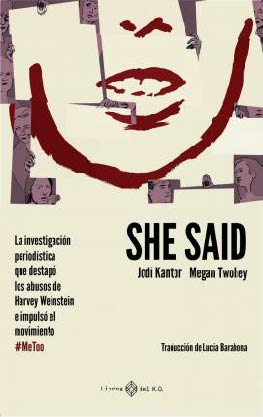 SHE SAID
Jodi Kantor Megan Twohey
La investigación
periodística
que destapó
los abusos de
Harvey Weinstein
e impulsó el
movimiento
#MeToo
Traducción de Lucía Barahona
Libros del K.O.